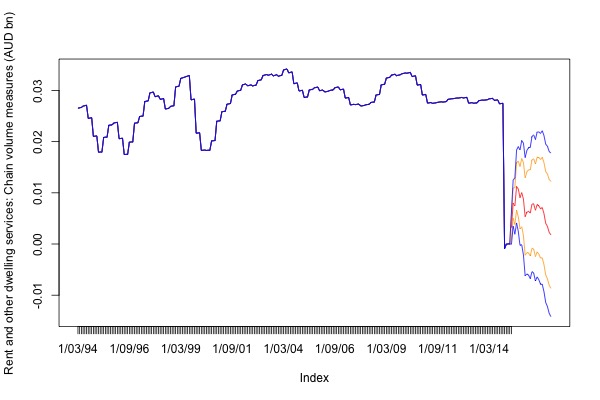 Rent and other dwelling services: Chain volume measures (AUD bn)
0.03
0.02
0.01
0.00
-0.01
1/03/94 1/09/96 1/03/99 1/09/01 1/03/04 1/09/06 1/03/09 1/09/11 1/03/14
Index